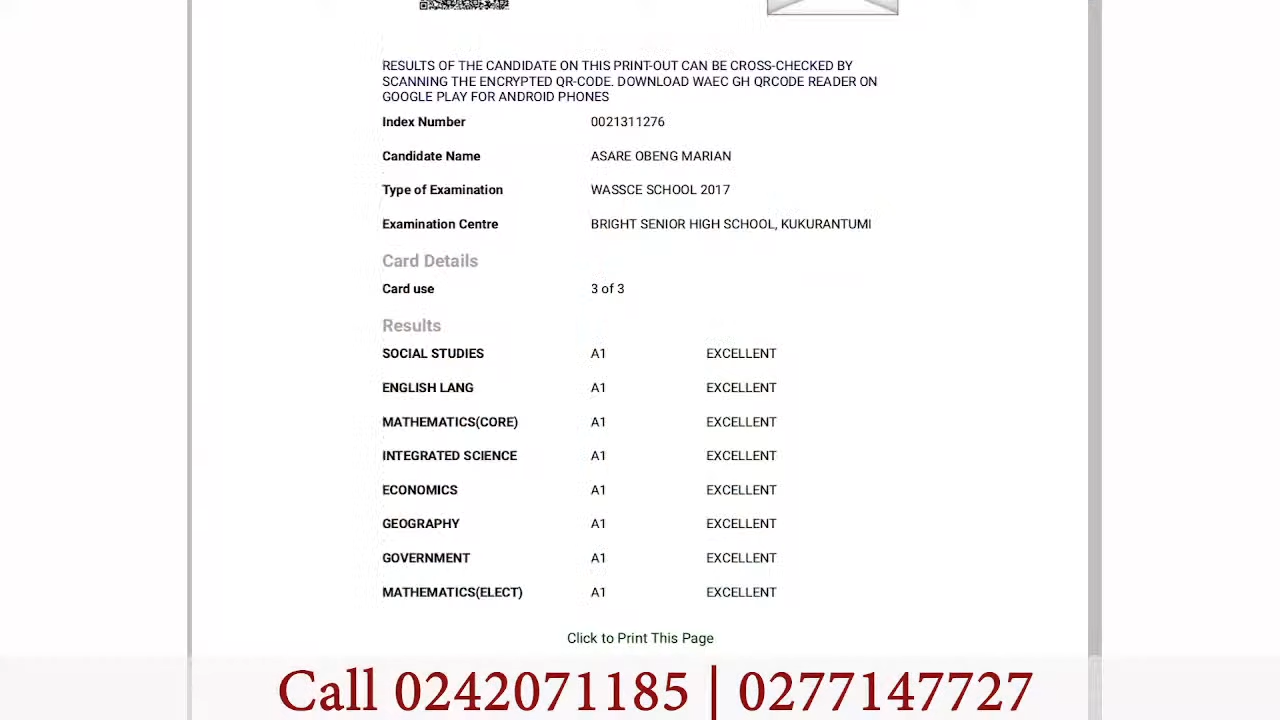 RESULTS OF THE CANDIDATE ON THIS PRINT-OUT CAN BE CROSS-CHECKED BY
SCANNING THE ENCRYPTED QR-CODE. DOWNLOAD WAEC GH QRCODE READER ON
GOOGLE PLAY FOR ANDROID PHONES
Index Number 0021311276
Candidate Name ASARE OBENG MARIAN
Type of Examination WASSCE SCHOOL 2017
Examination Centre BRIGHT SENIOR HIGH SCHOOL, KUKURANTUMI
Card Details
Card use 3 of 3
Results
SOCIAL STUDIES A1 EXCELLENT
ENGLISH LANG A1 EXCELLENT
MATHEMATICS(CORE) A1 EXCELLENT
INTEGRATED SCIENCE A1 EXCELLENT
ECONOMICS A1 EXCELLENT
GEOGRAPHY A1 EXCELLENT
GOVERNMENT A1 EXCELLENT
MATHEMATICS(ELECT) A1 EXCELLENT
Click to Print This Page
Call 0242071185 | 0277147727